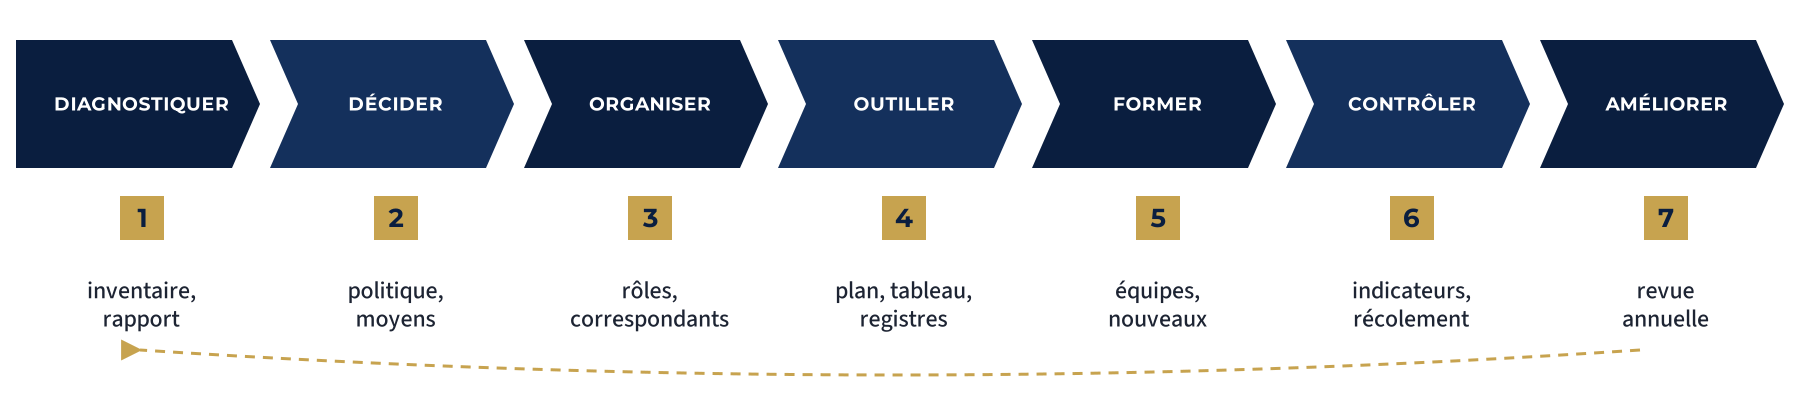 DIAGNOSTIQUER
DÉCIDER
ORGANISER
OUTILLER
FORMER
CONTRÔLER
AMÉLIORER
1
2
3
4
5
6
7
inventaire,
rapport
politique,
moyens
rôles,
correspondants
plan, tableau,
registres
équipes,
nouveaux
indicateurs,
récolement
revue
annuelle